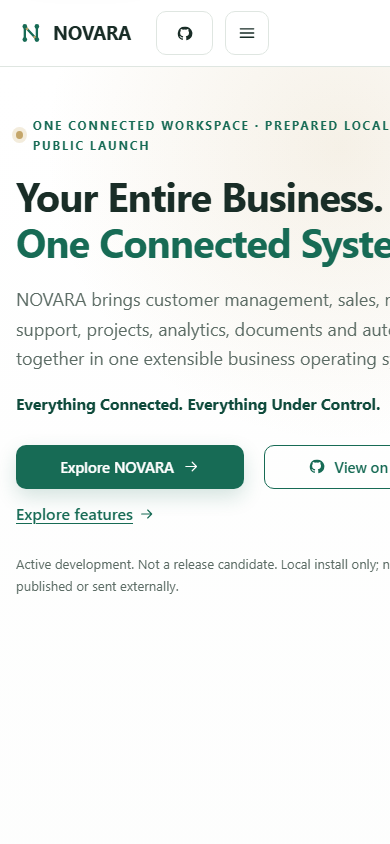 NOVARA
ONE CONNECTED WORKSPACE · PREPARED LOCAL
PUBLIC LAUNCH
Your Entire Business.
One Connected Syste
NOVARA brings customer management, sales,
support, projects, analytics, documents and aut
together in one extensible business operating s
Everything Connected. Everything Under Control.
Explore NOVARA →
View on
Explore features →
Active development. Not a release candidate. Local install only; n
published or sent externally.